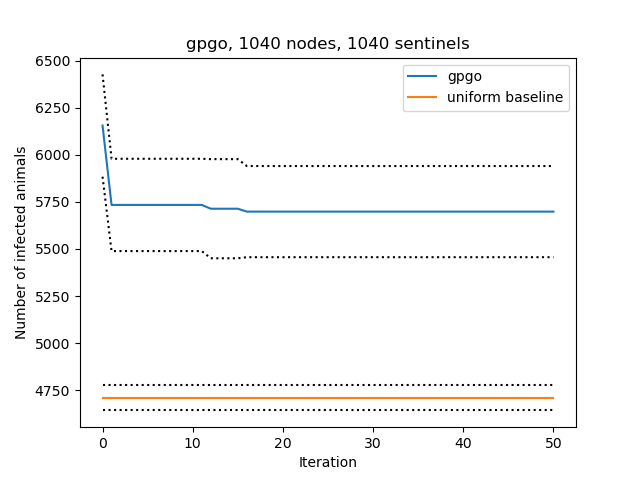 gpgo, 1040 nodes, 1040 sentinels
gpgo
uniform baseline
Number of infected animals
6500
6250
6000
5750
5500
5250
5000
4750
0 10 20 30 40 50
Iteration